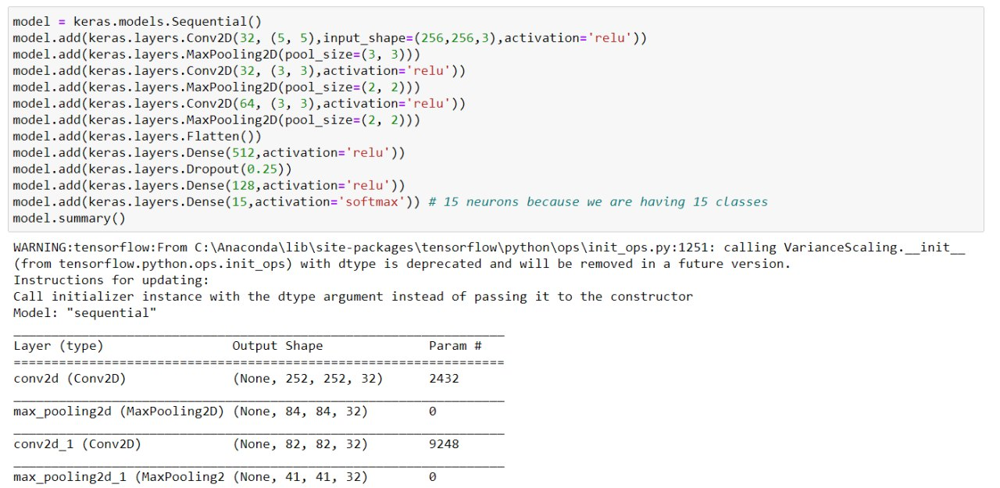 model = keras.models.Sequential()
model.add(keras.layers.Conv2D(32, (5, 5),input_shape=(256,256,3),activation='relu'))
model.add(keras.layers.MaxPooling2D(pool_size=(3, 3)))
model.add(keras.layers.Conv2D(32, (3, 3),activation='relu'))
model.add(keras.layers.MaxPooling2D(pool_size=(2, 2)))
model.add(keras.layers.Conv2D(64, (3, 3),activation='relu'))
model.add(keras.layers.MaxPooling2D(pool_size=(2, 2)))
model.add(keras.layers.Flatten())
model.add(keras.layers.Dense(512,activation='relu'))
model.add(keras.layers.Dropout(0.25))
model.add(keras.layers.Dense(128,activation='relu'))
model.add(keras.layers.Dense(15,activation='softmax')) # 15 neurons because we are having 15 classes
model.summary()
WARNING:tensorflow:From C:\Anaconda\lib\site-packages\tensorflow\python\ops\init_ops.py:1251: calling VarianceScaling.__init__
(from tensorflow.python.ops.init_ops) with dtype is deprecated and will be removed in a future version.
Instructions for updating:
Call initializer instance with the dtype argument instead of passing it to the constructor
Model: "sequential"
_________________________________________________________________
Layer (type)                 Output Shape              Param #
=================================================================
conv2d (Conv2D)              (None, 252, 252, 32)      2432
_________________________________________________________________
max_pooling2d (MaxPooling2D) (None, 84, 84, 32)        0
_________________________________________________________________
conv2d_1 (Conv2D)            (None, 82, 82, 32)        9248
_________________________________________________________________
max_pooling2d_1 (MaxPooling2 (None, 41, 41, 32)        0